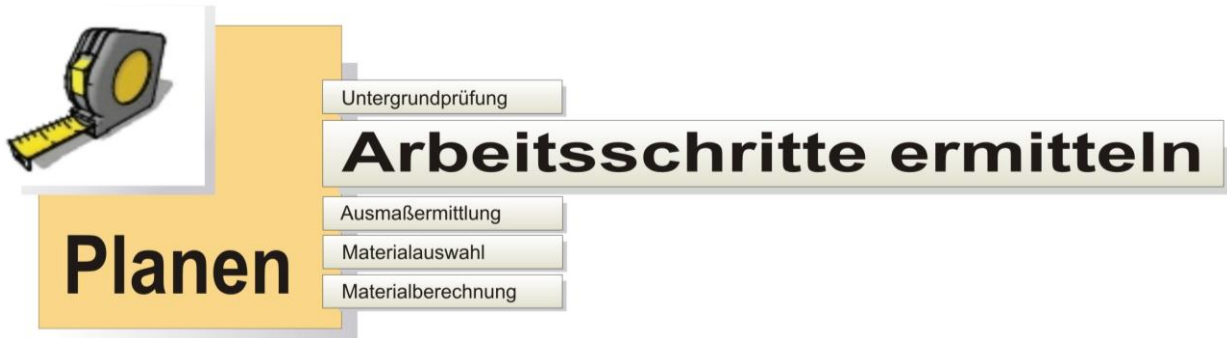 Untergrundprüfung
Arbeitsschritte ermitteln
Ausmaßermittlung
Planen
Materialauswahl
Materialberechnung